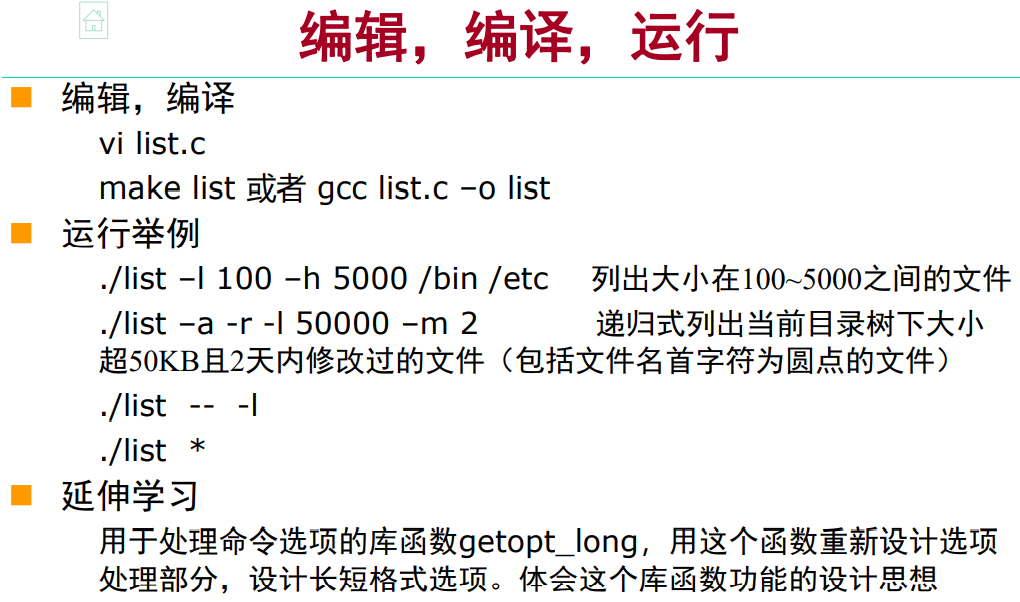 编辑，编译，运行
编辑，编译
vi list.c
make list 或者 gcc list.c –o list
运行举例
./list –l 100 –h 5000 /bin /etc 列出大小在100~5000之间的文件
./list –a -r -l 50000 –m 2 递归式列出当前目录树下大小
超50KB且2天内修改过的文件（包括文件名首字符为圆点的文件）
./list -- -l
./list *
延伸学习
用于处理命令选项的库函数getopt_long，用这个函数重新设计选项
处理部分，设计长短格式选项。体会这个库函数功能的设计思想